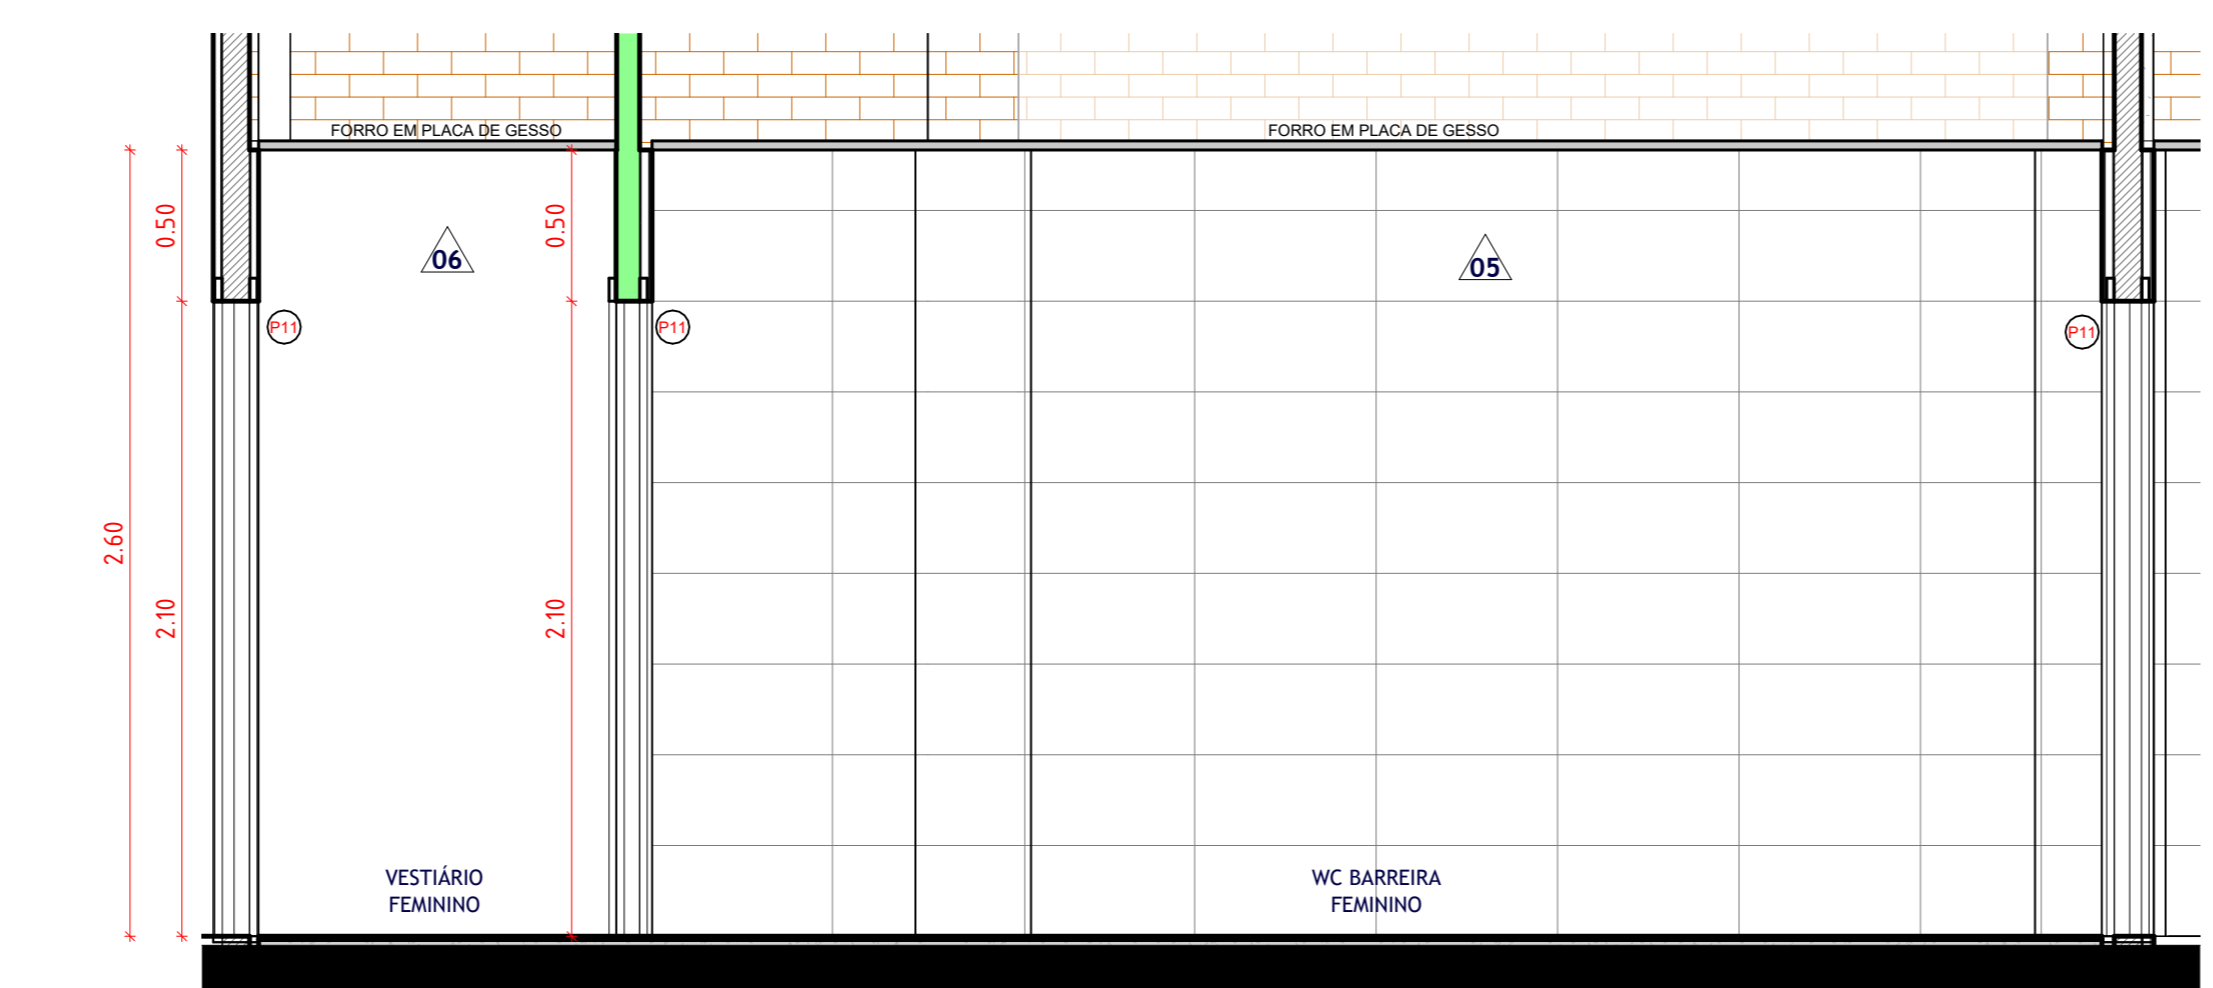 FORRO EM PLACA DE GESSO
FORRO EM PLACA DE GESSO
0.50
0.50
06
05
P11
P11
P11
2.60
2.10
2.10
VESTIÁRIO
FEMININO
WC BARREIRA
FEMININO